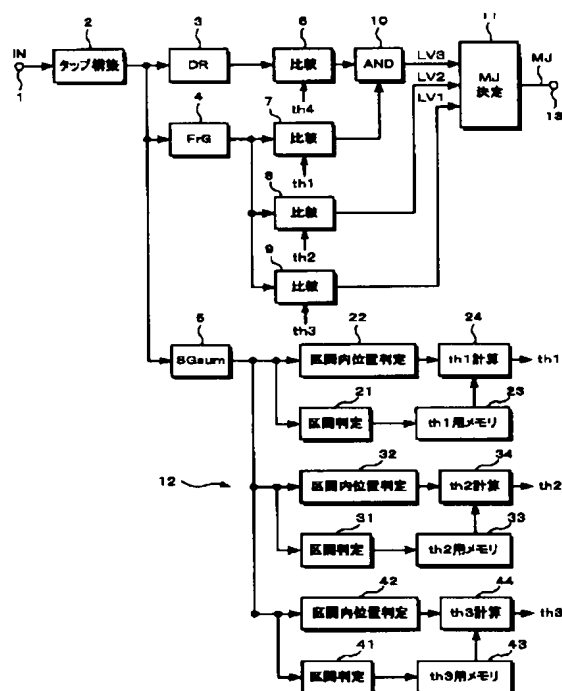 11
2
3
6
10
IN
タップ構築
DR
比較
AND
LV3
MJ
決定
MJ
1
th4
LV2
LV1
13
4
7
FrG
比較
th1
8
比較
th2
9
比較
th3
5
SGsum
22
24
区間内位置判定
th1計算
th1
21
23
区間判定
th1用メモリ
32
34
12
区間内位置判定
th2計算
th2
31
33
区間判定
th2用メモリ
42
44
区間内位置判定
th3計算
th3
41
43
区間判定
th3用メモリ